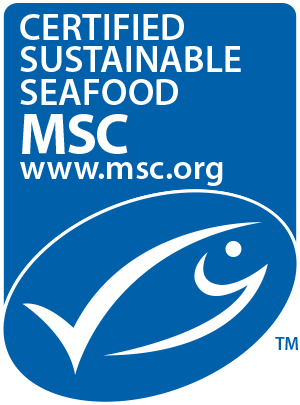 CERTIFIED
SUSTAINABLE
SEAFOOD
MSC
www.msc.org
TM